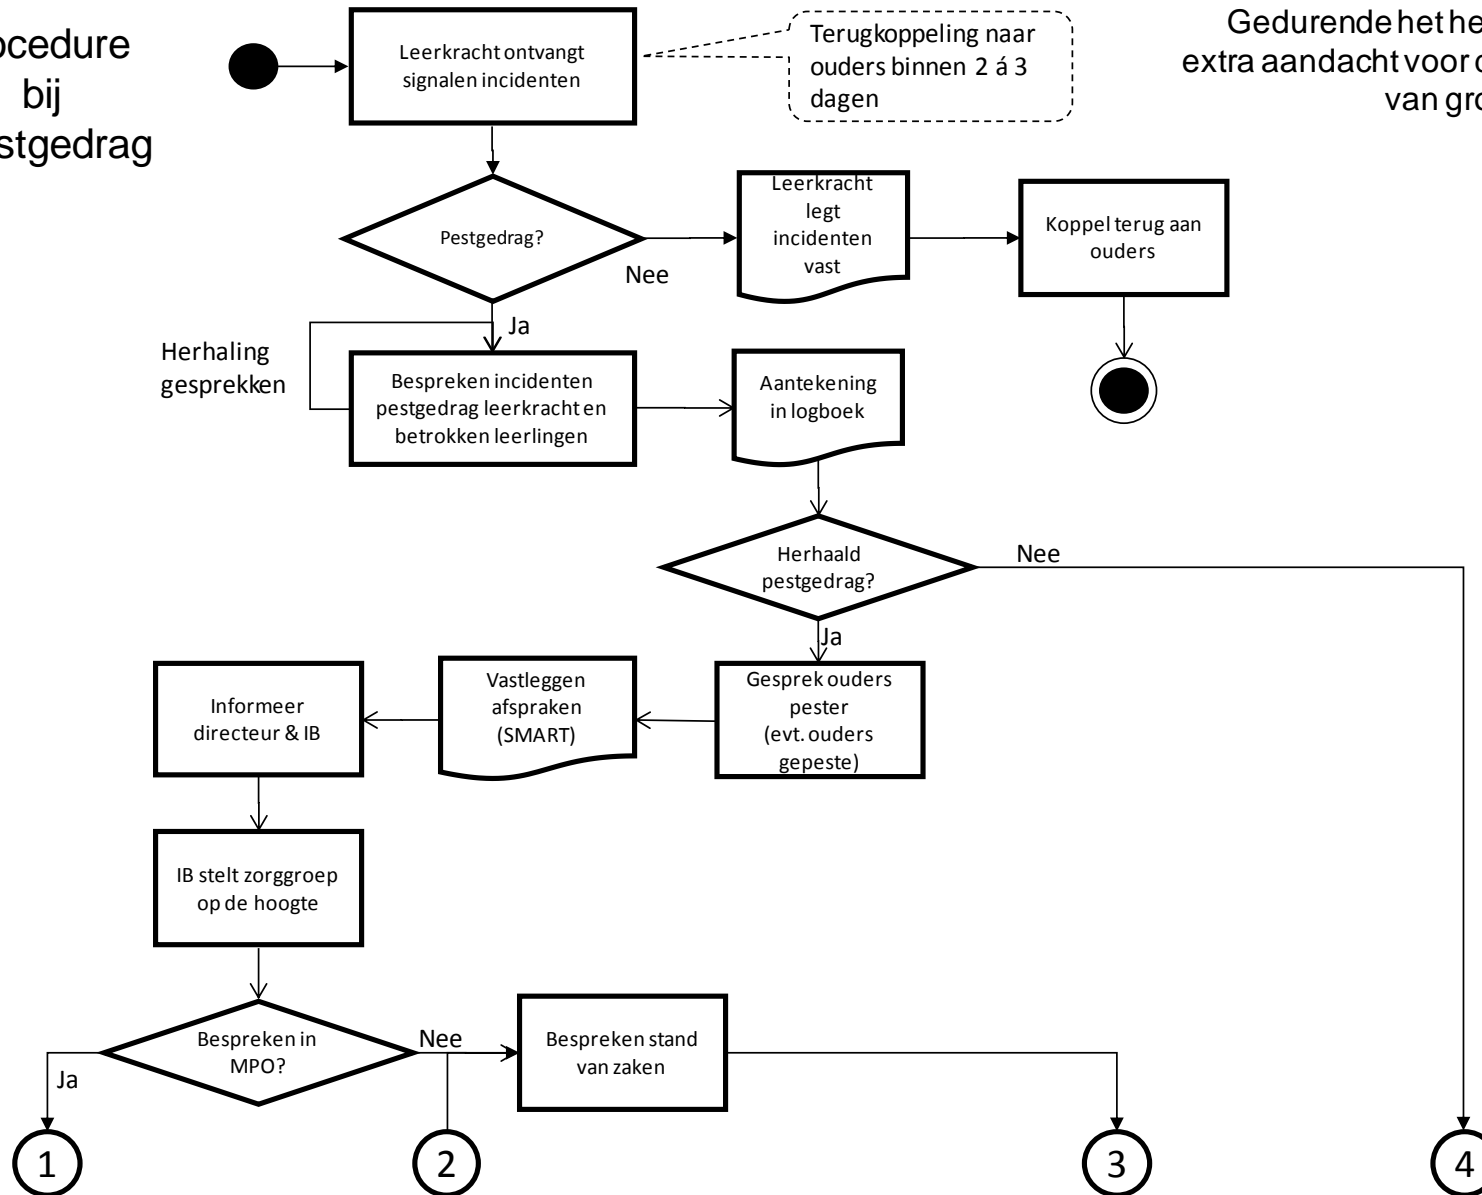 bij
Leerkracht ontvangt
signalen incidenten
Terugkoppeling naar
ouders binnen 2 á 3
dagen
Gedurende het
extra aandacht voor
van
Pestgedrag?
Nee
Leerkracht
legt
incidenten
vast
Koppel terug aan
ouders
Ja
Herhaling
gesprekken
Bespreken incidenten
pestgedrag leerkracht en
betrokken leerlingen
Aantekening
in logboek
Herhaald
pestgedrag?
Nee
Ja
Gesprek ouders
pester
(evt. ouders
gepeste)
Vastleggen
afspraken
(SMART)
Informeer
directeur & IB
IB stelt zorggroep
op de hoogte
Bespreken in
MPO?
Nee
Ja
Bespreken stand
van zaken
1
2
3
4